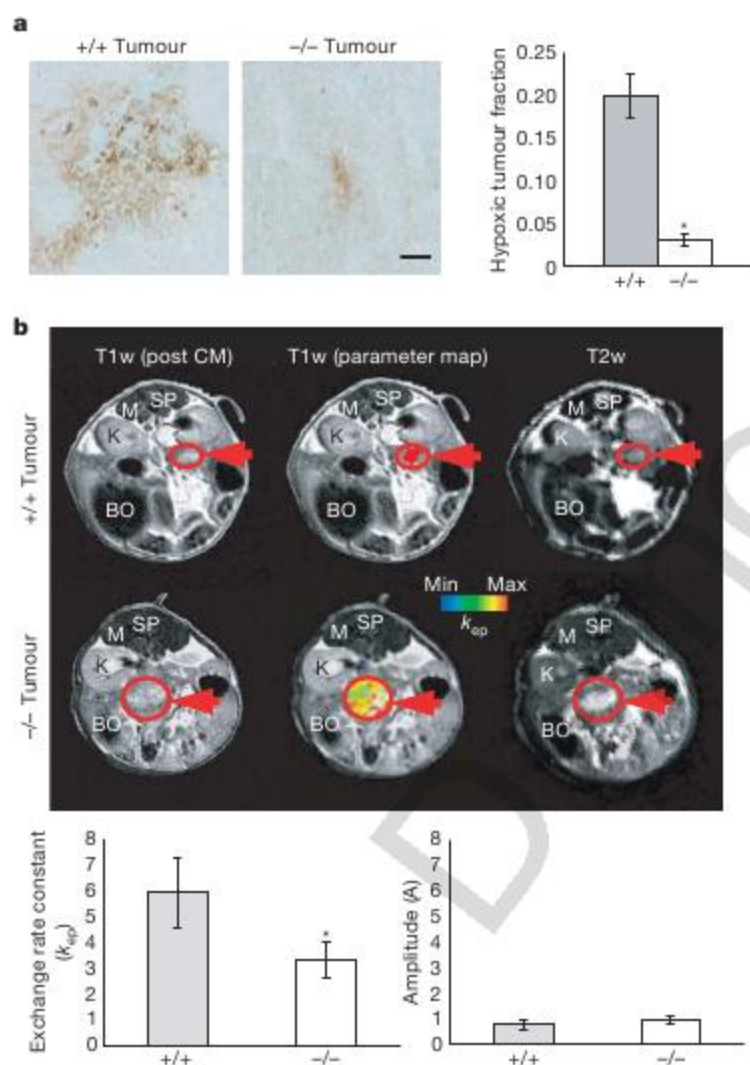 a
+/+ Tumour
–/– Tumour
Hypoxic tumour fraction
0.25
0.20
0.15
0.10
0.05
0
*
+/+
–/–
b
T1w (post CM)
T1w (parameter map)
T2w
+/+ Tumour
M
SP
K
BO
M
SP
K
BO
M
SP
K
BO
Min
Max
kep
–/– Tumour
M
SP
K
BO
M
SP
K
BO
M
SP
K
BO
Exchange rate constant
(kep)
8
7
6
5
4
3
2
1
0
*
+/+
–/–
Amplitude (A)
8
7
6
5
4
3
2
1
0
+/+
–/–